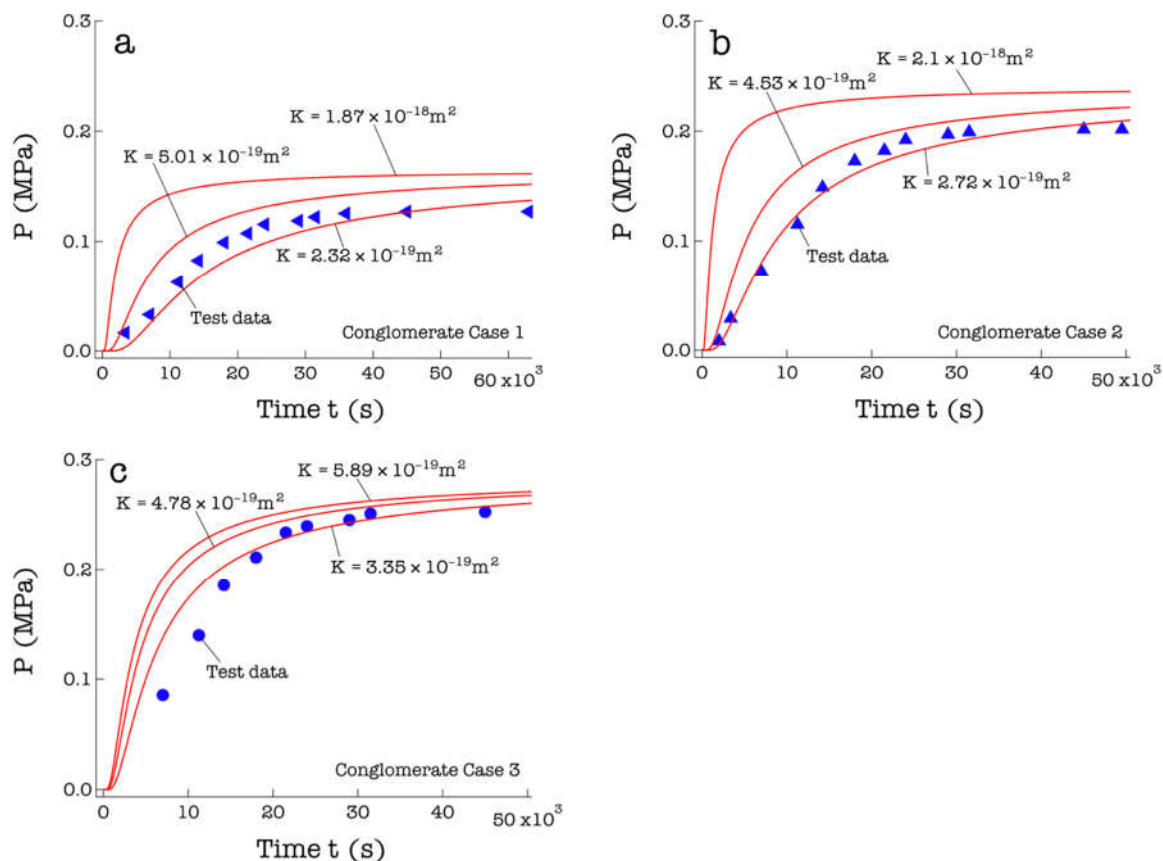 a
0.3
0.2
0.1
0.0
P (MPa)
K = 1.87 × 10⁻¹⁸m²
K = 5.01 × 10⁻¹⁹m²
K = 2.32 × 10⁻¹⁹m²
Test data
Conglomerate Case 1
0 10 20 30 40 50 60 x10³
Time t (s)
b
0.3
0.2
0.1
0.0
P (MPa)
K = 2.1 × 10⁻¹⁸m²
K = 4.53 × 10⁻¹⁹m²
K = 2.72 × 10⁻¹⁹m²
Test data
Conglomerate Case 2
0 10 20 30 40 50 x10³
Time t (s)
c
0.3
0.2
0.1
0.0
P (MPa)
K = 5.89 × 10⁻¹⁹m²
K = 4.78 × 10⁻¹⁹m²
K = 3.35 × 10⁻¹⁹m²
Test data
Conglomerate Case 3
0 10 20 30 40 50 x10³
Time t (s)